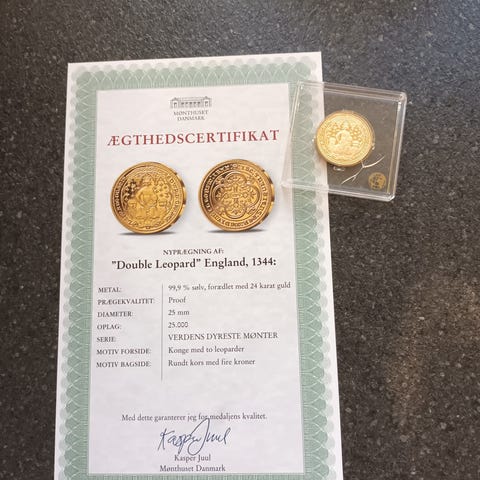 MØNTHUSET
DANMARK
ÆGTHEDSCERTIFIKAT
NYPRÆGNING AF:
"Double Leopard" England, 1344:
METAL: 99,9 % sølv, forædlet med 24 karat guld
PRÆGEKVALITET: Proof
DIAMETER: 25 mm
OPLAG: 25.000
SERIE: VERDENS DYRESTE MØNTER
MOTIV FORSIDE: Konge med to leoparder
MOTIV BAGSIDE: Rundt kors med fire kroner
Med dette garanterer jeg for medaljens kvalitet.
Kasper Juul
Kasper Juul
Mønthuset Danmark